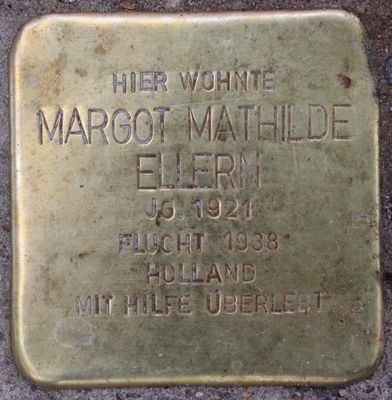 HIER WOHNTE
MARGOT MATHILDE
ELLERN
JG. 1921
FLUCHT 1938
HOLLAND
MIT HILFE ÜBERLEBT